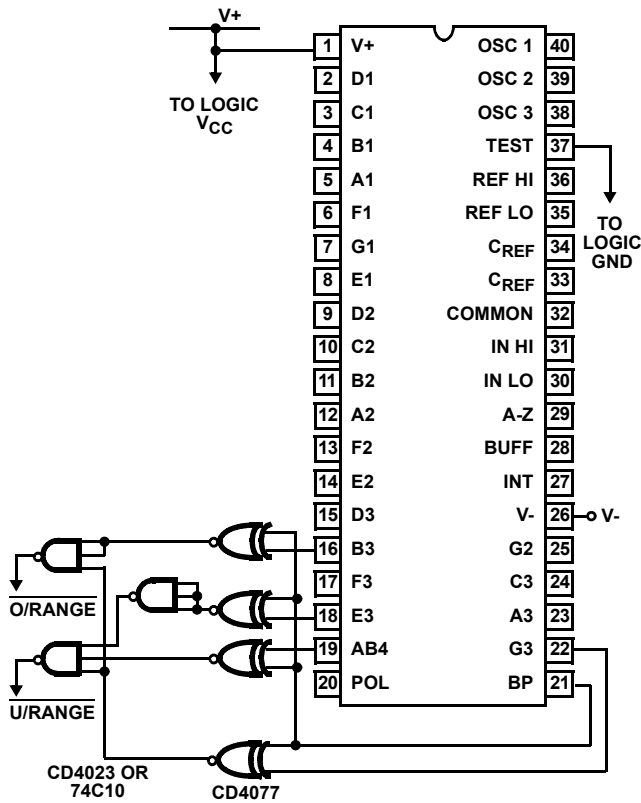 V+
TO LOGIC
VCC
1 V+ OSC 1 40
2 D1 OSC 2 39
3 C1 OSC 3 38
4 B1 TEST 37
5 A1 REF HI 36
6 F1 REF LO 35
7 G1 CREF 34
8 E1 CREF 33
9 D2 COMMON 32
10 C2 IN HI 31
11 B2 IN LO 30
12 A2 A-Z 29
13 F2 BUFF 28
14 E2 INT 27
15 D3 V- 26 V-
16 B3 G2 25
17 F3 C3 24
18 E3 A3 23
19 AB4 G3 22
20 POL BP 21
TO
LOGIC
GND
O/RANGE
U/RANGE
CD4023 OR
74C10
CD4077